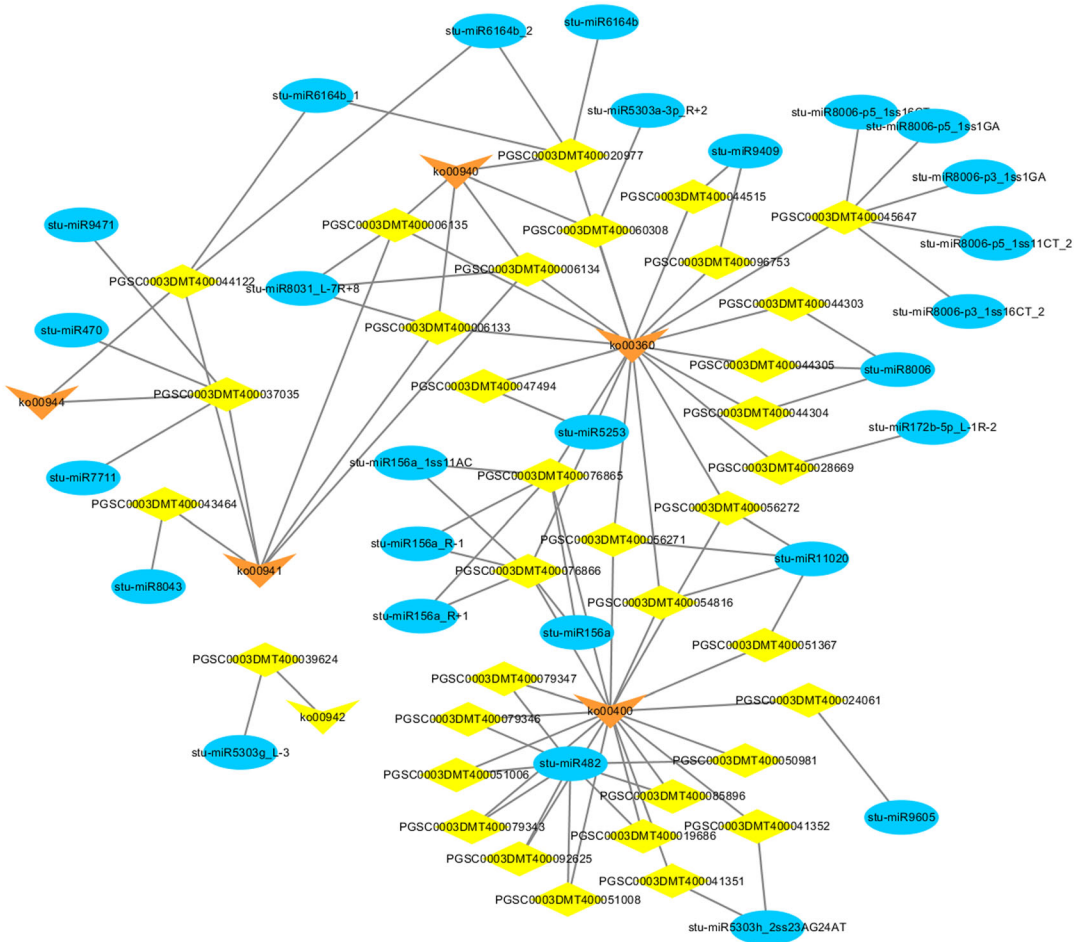 stu-miR6164b_2
stu-miR6164b
stu-miR6164b_1
stu-miR5303a-3p_R+2
stu-miR8006-p5_1ss16CT
stu-miR8006-p5_1ss1GA
PGSC0003DMT400020977
stu-miR9409
ko00940
stu-miR8006-p3_1ss1GA
PGSC0003DMT400044515
PGSC0003DMT400045647
stu-miR9471
PGSC0003DMT400006135
PGSC0003DMT400060308
stu-miR8006-p5_1ss11CT_2
PGSC0003DMT400096753
PGSC0003DMT400006134
PGSC0003DMT400044122
stu-miR8031_L-7R+8
PGSC0003DMT400044303
stu-miR8006-p3_1ss16CT_2
stu-miR470
PGSC0003DMT400006133
ko00360
PGSC0003DMT400044305
stu-miR8006
PGSC0003DMT400047494
PGSC0003DMT400037035
ko00944
PGSC0003DMT400044304
stu-miR172b-5p_L-1R-2
stu-miR5253
stu-miR156a_1ss11AC
PGSC0003DMT400028669
stu-miR7711
PGSC0003DMT400076865
PGSC0003DMT400043464
PGSC0003DMT400056272
PGSC0003DMT400056271
stu-miR156a_R-1
stu-miR11020
ko00941
PGSC0003DMT400076866
stu-miR8043
PGSC0003DMT400054816
stu-miR156a_R+1
stu-miR156a
PGSC0003DMT400051367
PGSC0003DMT400039624
PGSC0003DMT400079347
PGSC0003DMT400024061
ko00400
ko00942
PGSC0003DMT400079346
stu-miR5303g_L-3
stu-miR482
PGSC0003DMT400050981
PGSC0003DMT400051006
PGSC0003DMT400085896
stu-miR9605
PGSC0003DMT400079343
PGSC0003DMT400019686
PGSC0003DMT400041352
PGSC0003DMT400092625
PGSC0003DMT400041351
PGSC0003DMT400051008
stu-miR5303h_2ss23AG24AT